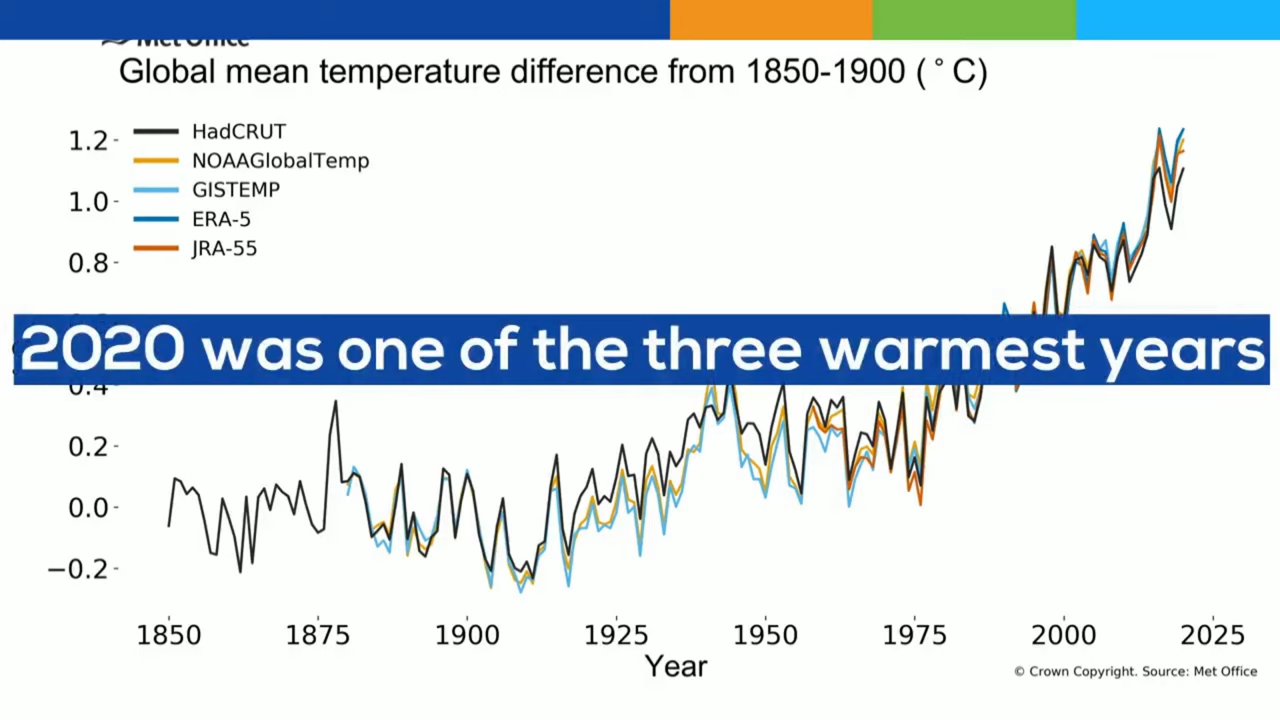 Met Office
Global mean temperature difference from 1850-1900 (°C)
HadCRUT
NOAAGlobalTemp
GISTEMP
ERA-5
JRA-55
1.2
1.0
0.8
2020 was one of the three warmest years
0.4
0.2
0.0
−0.2
1850 1875 1900 1925 1950 1975 2000 2025
Year
© Crown Copyright. Source: Met Office